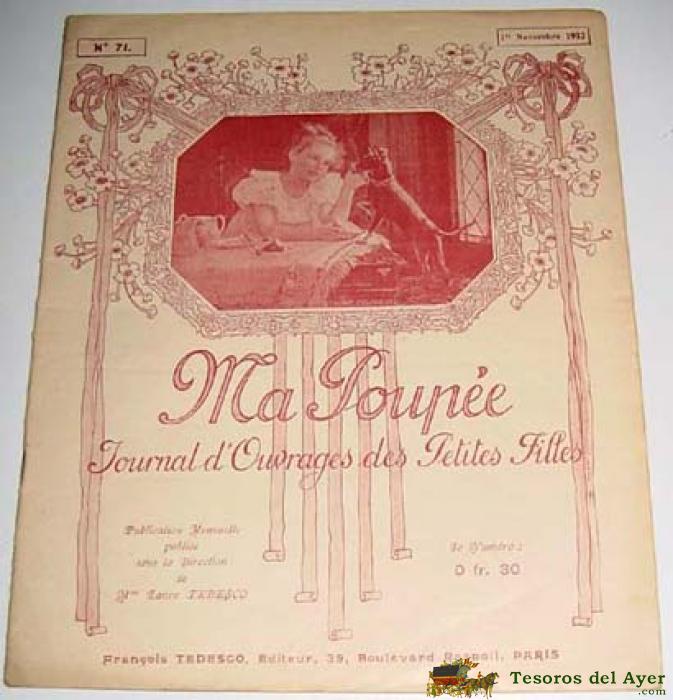 N° 71.
1er Novembre 1912
Ma Poupée
Journal d'Ouvrages des Petites Filles
Publication Mensuelle
publiée
sous la Direction
de
Mme Laure TEDESCO
Le Numéro :
0 fr. 30
François TEDESCO, Editeur, 39, Boulevard Raspail, PARIS
Tesoros del Ayer
.com